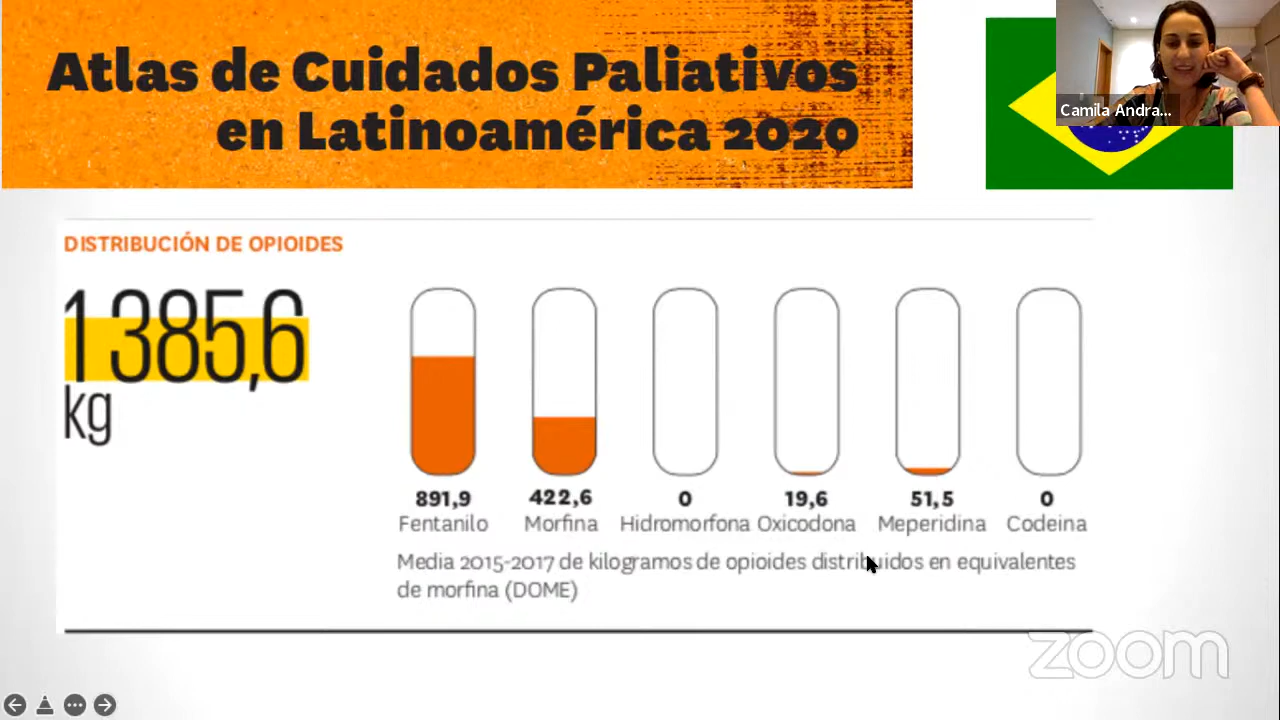 Atlas de Cuidados Paliativos
en Latinoamérica 2020
Camila Andra...
DISTRIBUCIÓN DE OPIOIDES
1 385,6
kg
891,9 422,6 0 19,6 51,5 0
Fentanilo Morfina Hidromorfona Oxicodona Meperidina Codeina
Media 2015-2017 de kilogramos de opioides distribuidos en equivalentes
de morfina (DOME)
zoom